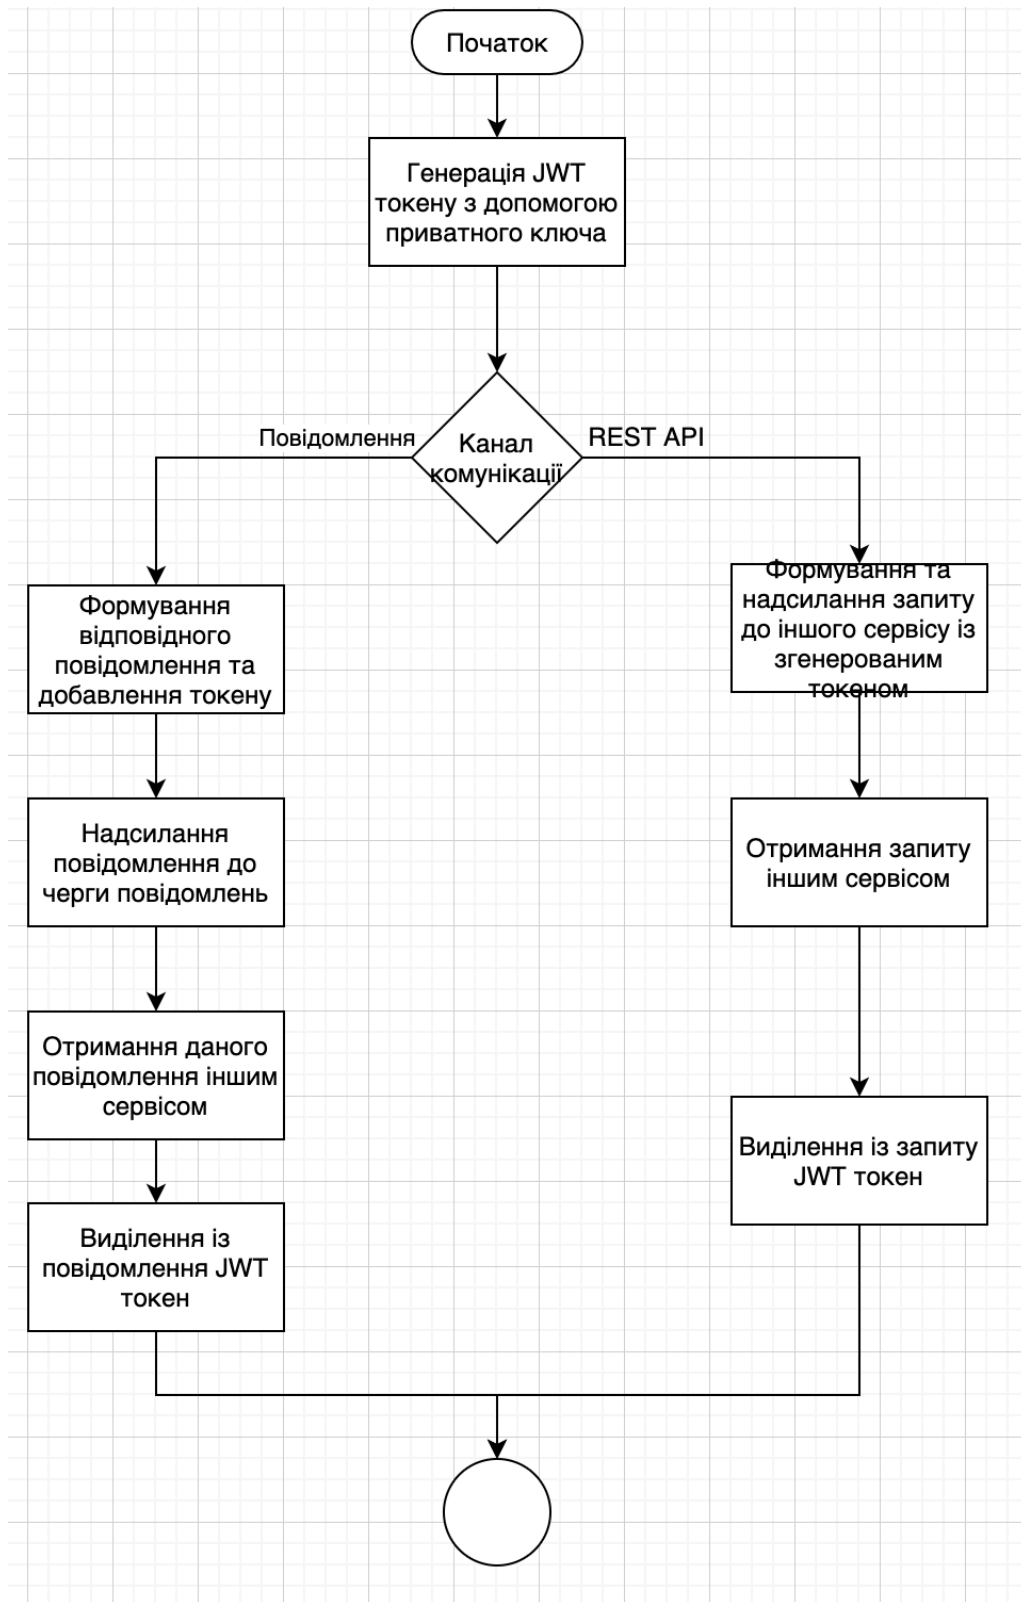 Початок
Генерація JWT
токену з допомогою
приватного ключа
Канал
комунікації
Повідомлення
REST API
Формування
відповідного
повідомлення та
добавлення токену
Надсилання
повідомлення до
черги повідомлень
Отримання даного
повідомлення іншим
сервісом
Виділення із
повідомлення JWT
токен
Формування та
надсилання запиту
до іншого сервісу із
згенерованим
токеном
Отримання запиту
іншим сервісом
Виділення із запиту
JWT токен